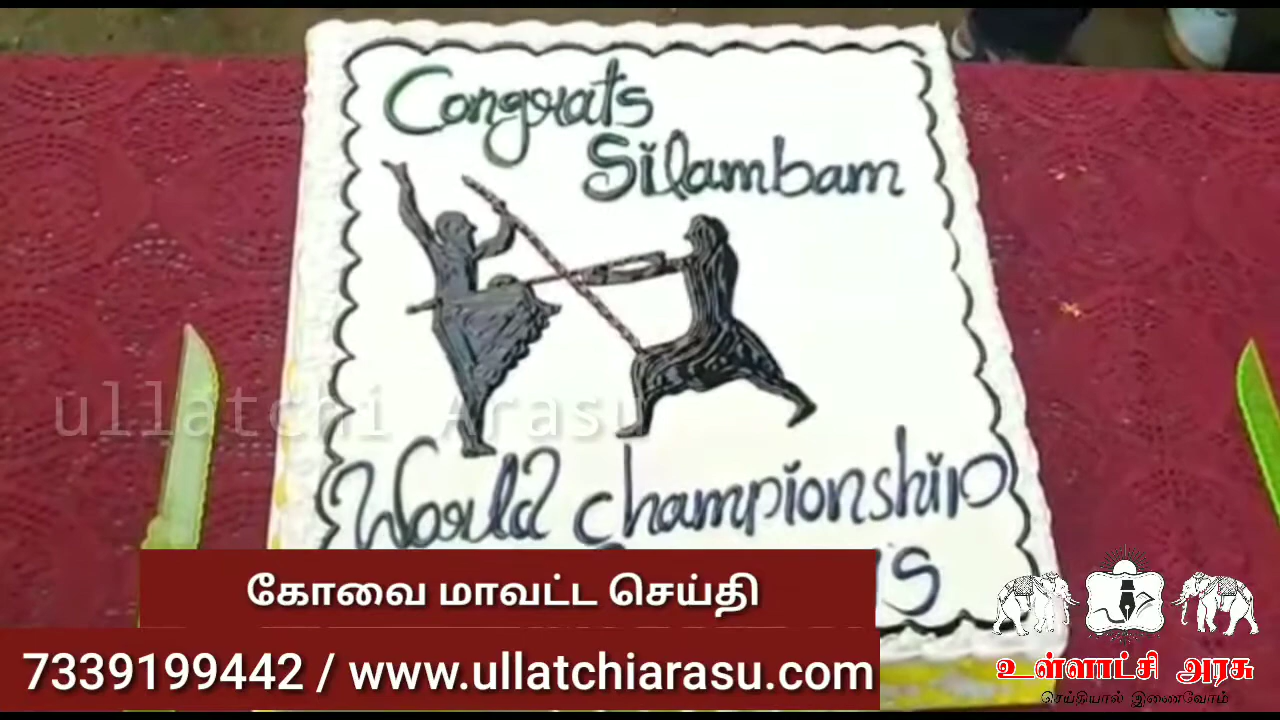 Congrats
Silambam
ullatchi Arasu
World championship
கோவை மாவட்ட செய்தி
7339199442 / www.ullatchiarasu.com
உள்ளாட்சி அரசு
செய்தியால் இணைவோம்